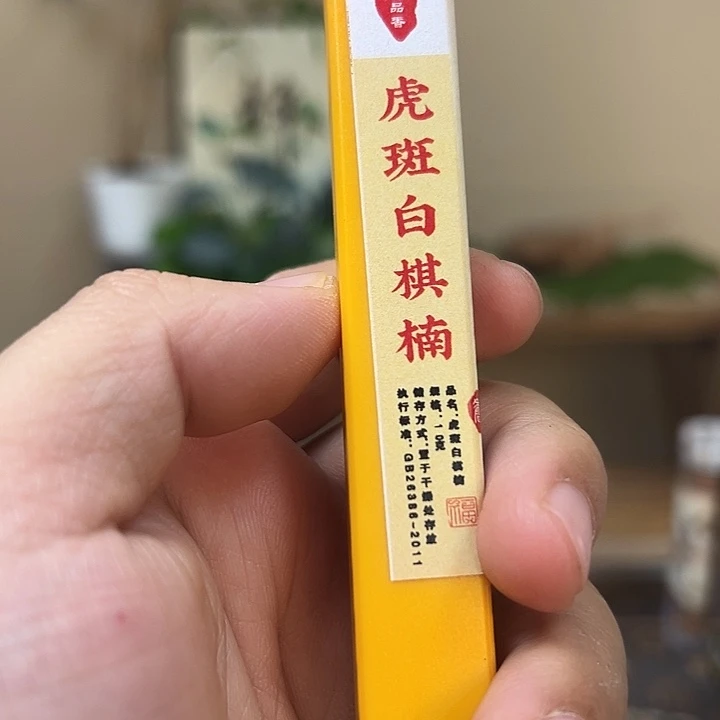 品香
虎斑白棋楠
品名：虎斑白棋楠
规格：10克
储存方式：置于干燥处存放
执行标准：GB26386-2011
福